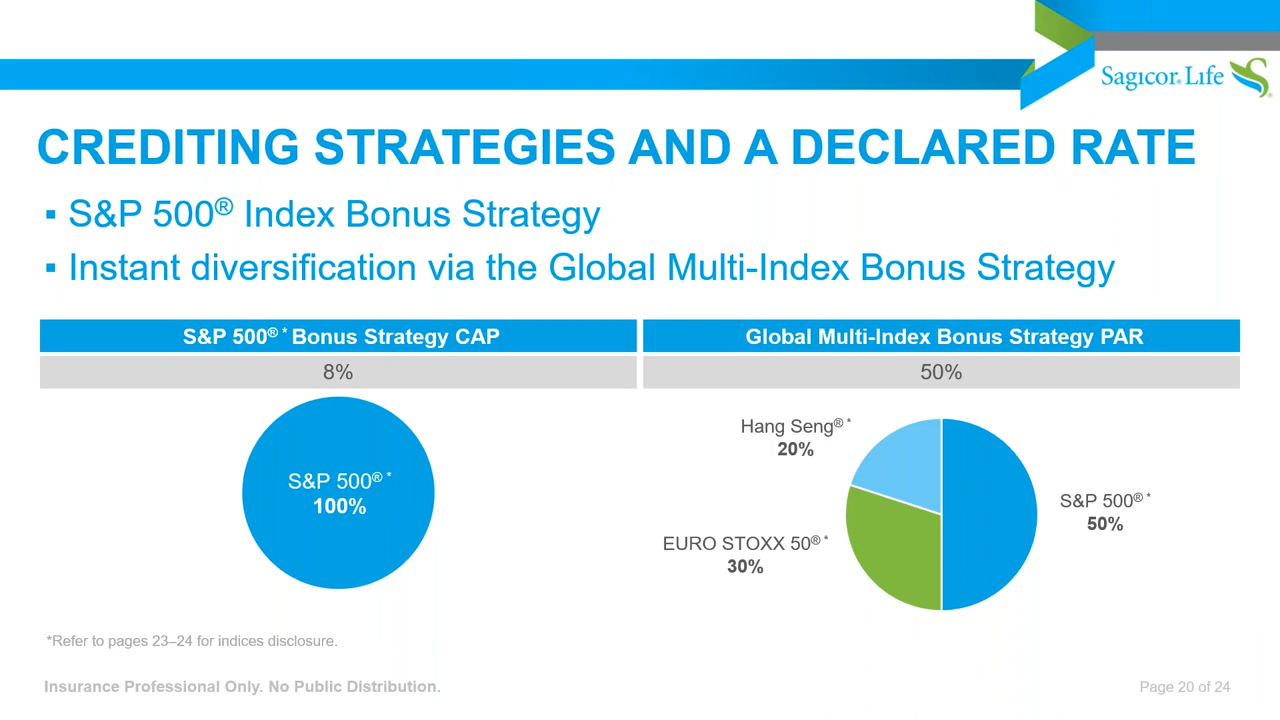 Sagicor® Life
CREDITING STRATEGIES AND A DECLARED RATE
▪ S&P 500® Index Bonus Strategy
▪ Instant diversification via the Global Multi-Index Bonus Strategy
S&P 500® * Bonus Strategy CAP
8%
S&P 500® *
100%
Global Multi-Index Bonus Strategy PAR
50%
Hang Seng® *
20%
S&P 500® *
50%
EURO STOXX 50® *
30%
*Refer to pages 23–24 for indices disclosure.
Insurance Professional Only. No Public Distribution.
Page 20 of 24